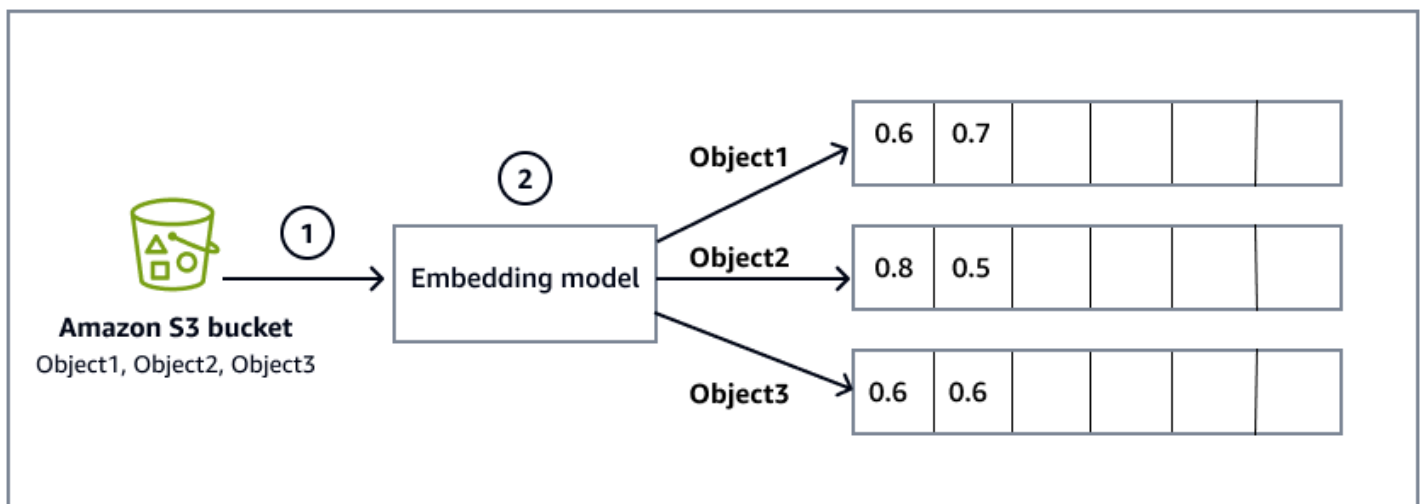 Amazon S3 bucket
Object1, Object2, Object3
1
2
Embedding model
Object1
0.6 0.7
Object2
0.8 0.5
Object3
0.6 0.6